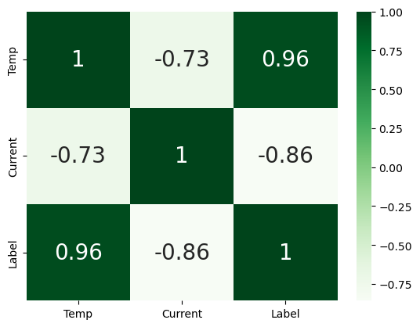 Temp 1 -0.73 0.96
Current -0.73 1 -0.86
Label 0.96 -0.86 1
Temp Current Label
1.00
0.75
0.50
0.25
0.00
−0.25
−0.50
−0.75